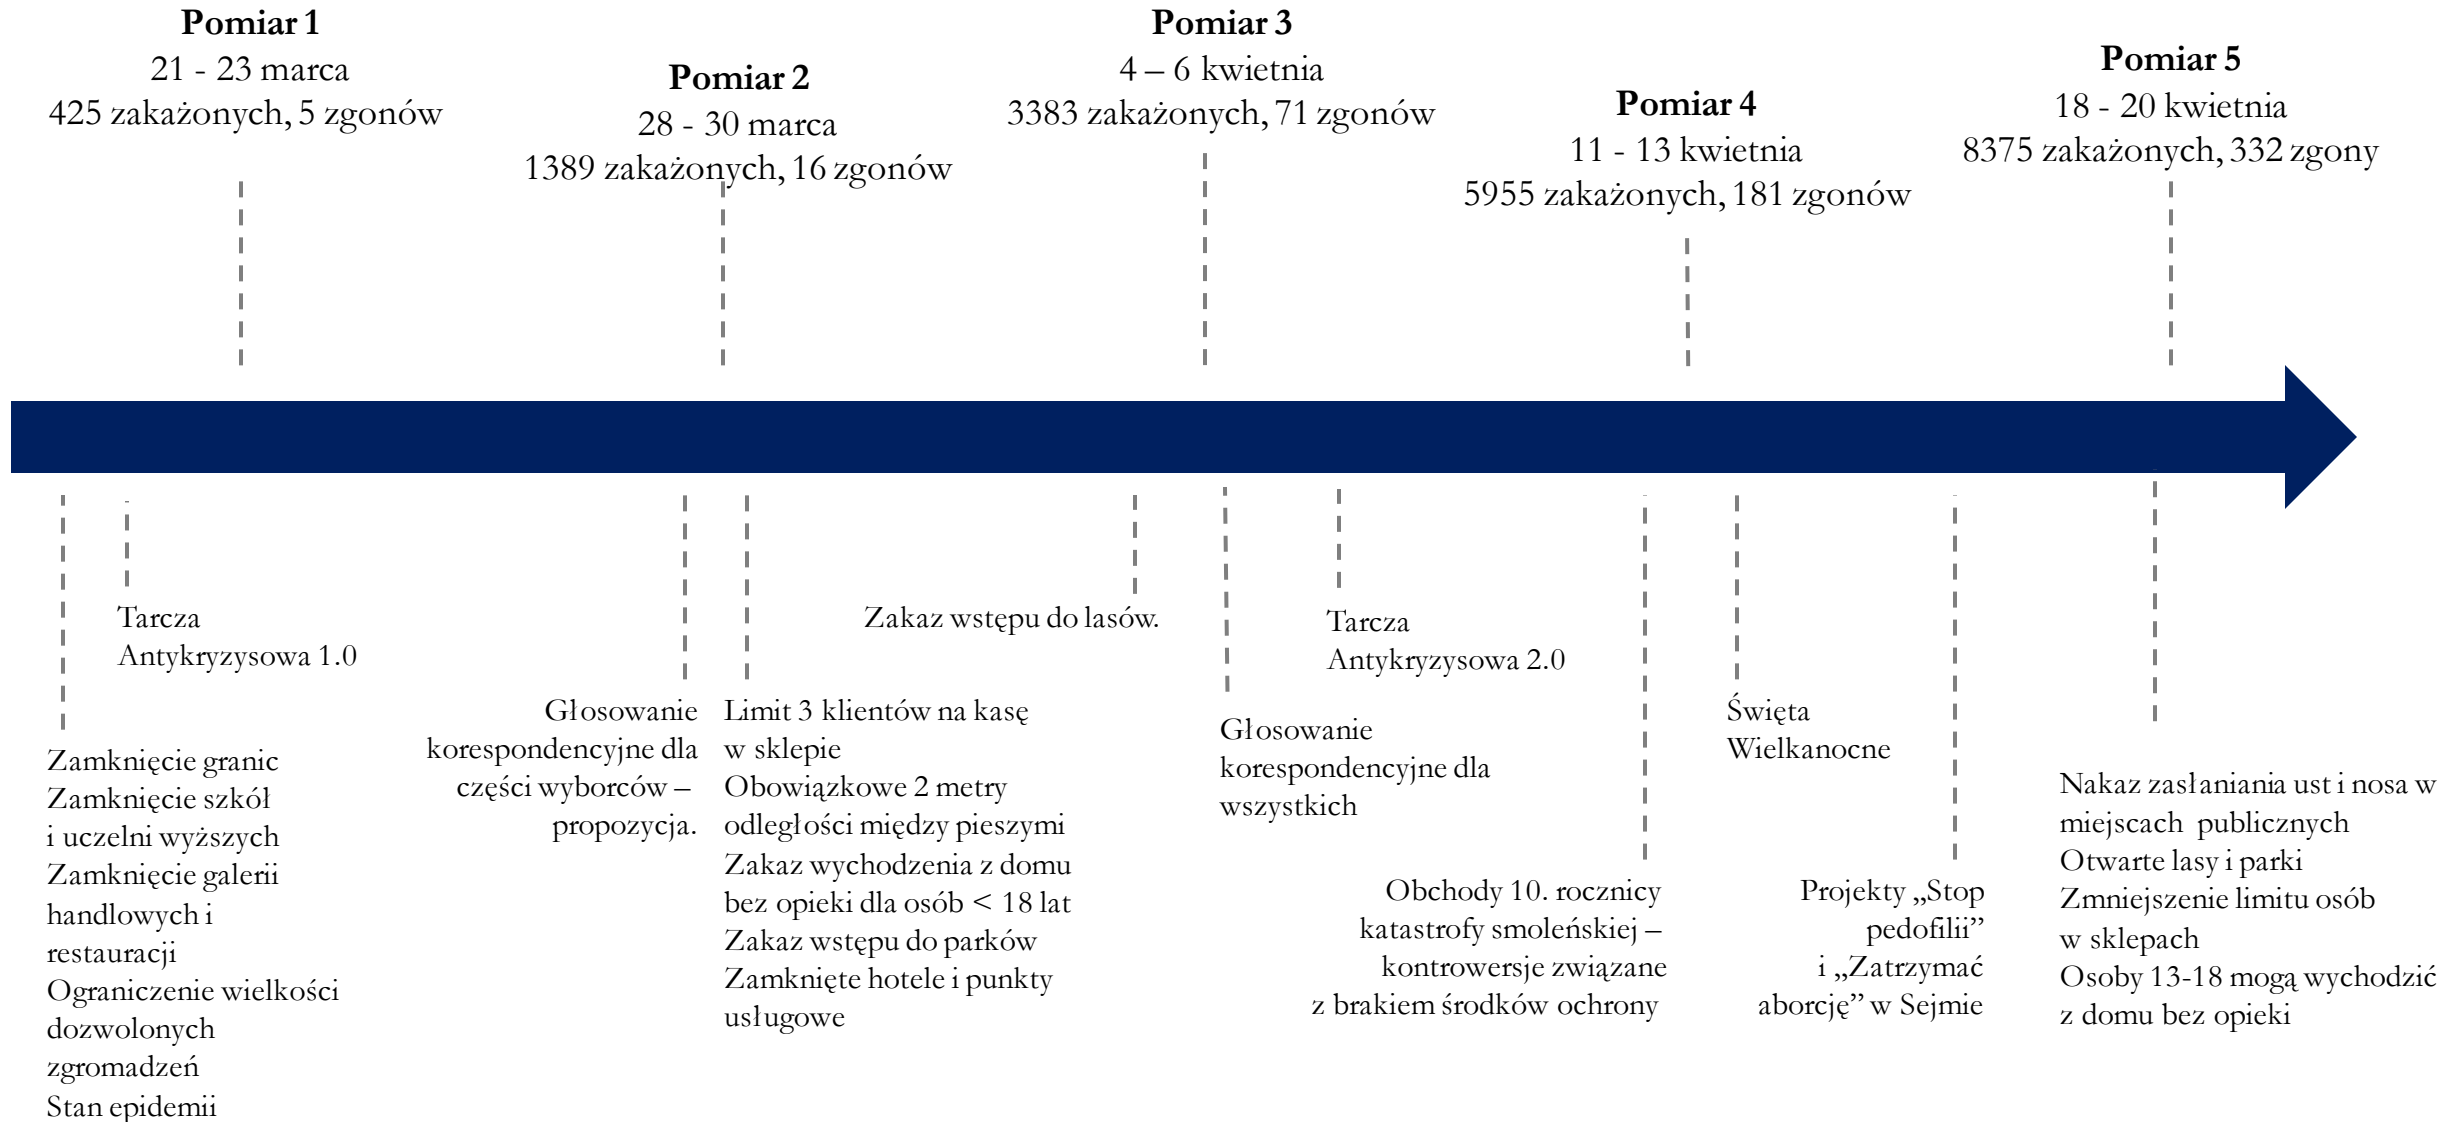 Pomiar 1
21 - 23 marca
425 zakażonych, 5 zgonów
Pomiar 2
28 - 30 marca
1389 zakażonych, 16 zgonów
Pomiar 3
4 – 6 kwietnia
3383 zakażonych, 71 zgonów
Pomiar 4
11 - 13 kwietnia
5955 zakażonych, 181 zgonów
Pomiar 5
18 - 20 kwietnia
8375 zakażonych, 332 zgony
Zamknięcie granic
Zamknięcie szkół
i uczelni wyższych
Zamknięcie galerii
handlowych i
restauracji
Ograniczenie wielkości
dozwolonych
zgromadzeń
Stan epidemii
Tarcza
Antykryzysowa 1.0
Głosowanie
korespondencyjne dla
części wyborców –
propozycja.
Limit 3 klientów na kasę
w sklepie
Obowiązkowe 2 metry
odległości między pieszymi
Zakaz wychodzenia z domu
bez opieki dla osób < 18 lat
Zakaz wstępu do parków
Zamknięte hotele i punkty
usługowe
Zakaz wstępu do lasów.
Głosowanie
korespondencyjne dla
wszystkich
Tarcza
Antykryzysowa 2.0
Obchody 10. rocznicy
katastrofy smoleńskiej –
kontrowersje związane
z brakiem środków ochrony
Święta
Wielkanocne
Projekty „Stop
pedofilii”
i „Zatrzymać
aborcję” w Sejmie
Nakaz zasłaniania ust i nosa w
miejscach publicznych
Otwarte lasy i parki
Zmniejszenie limitu osób
w sklepach
Osoby 13-18 mogą wychodzić
z domu bez opieki